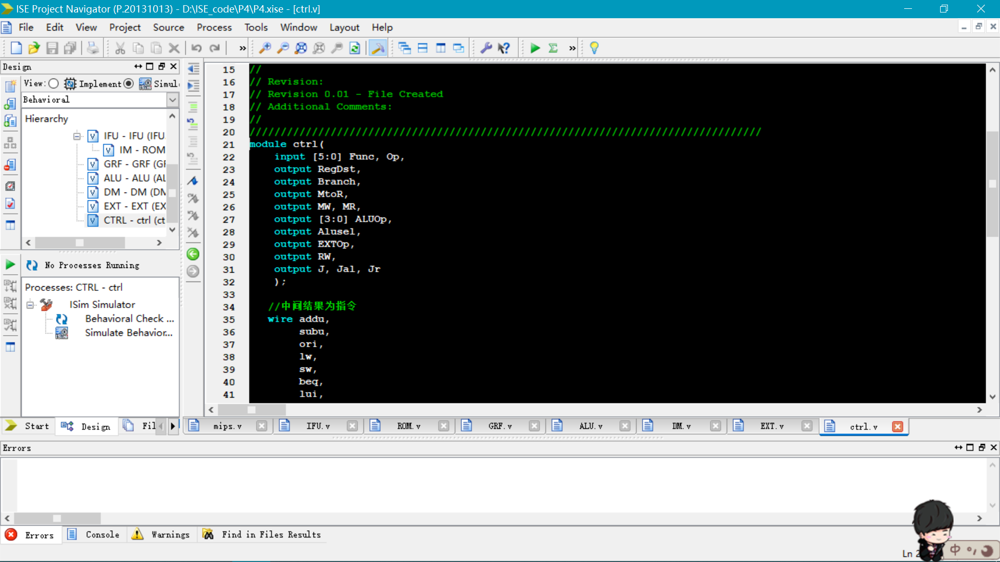 ISE Project Navigator (P.20131013) - D:\ISE_code\P4\P4.xise - [ctrl.v]
File Edit View Project Source Process Tools Window Layout Help
Design
View: Implement Simul
Behavioral
Hierarchy
IFU - IFU (IFU
IM - ROM
GRF - GRF (GF
ALU - ALU (AL
DM - DM (DM
EXT - EXT (EX
CTRL - ctrl (ct
No Processes Running
Processes: CTRL - ctrl
ISim Simulator
Behavioral Check ...
Simulate Behavior...
15 //
16 // Revision:
17 // Revision 0.01 - File Created
18 // Additional Comments:
19 //
20 //////////////////////////////////////////////////////////////////////////////////
21 module ctrl(
22 input [5:0] Func, Op,
23 output RegDst,
24 output Branch,
25 output MtoR,
26 output MW, MR,
27 output [3:0] ALUOp,
28 output Alusel,
29 output EXTOp,
30 output RW,
31 output J, Jal, Jr
32 );
33
34 //中间结果为指令
35 wire addu,
36 subu,
37 ori,
38 lw,
39 sw,
40 beq,
41 lui,
Start Design Fil
mips.v IFU.v ROM.v GRF.v ALU.v DM.v EXT.v ctrl.v
Errors
Errors Console Warnings Find in Files Results
Ln 2
中